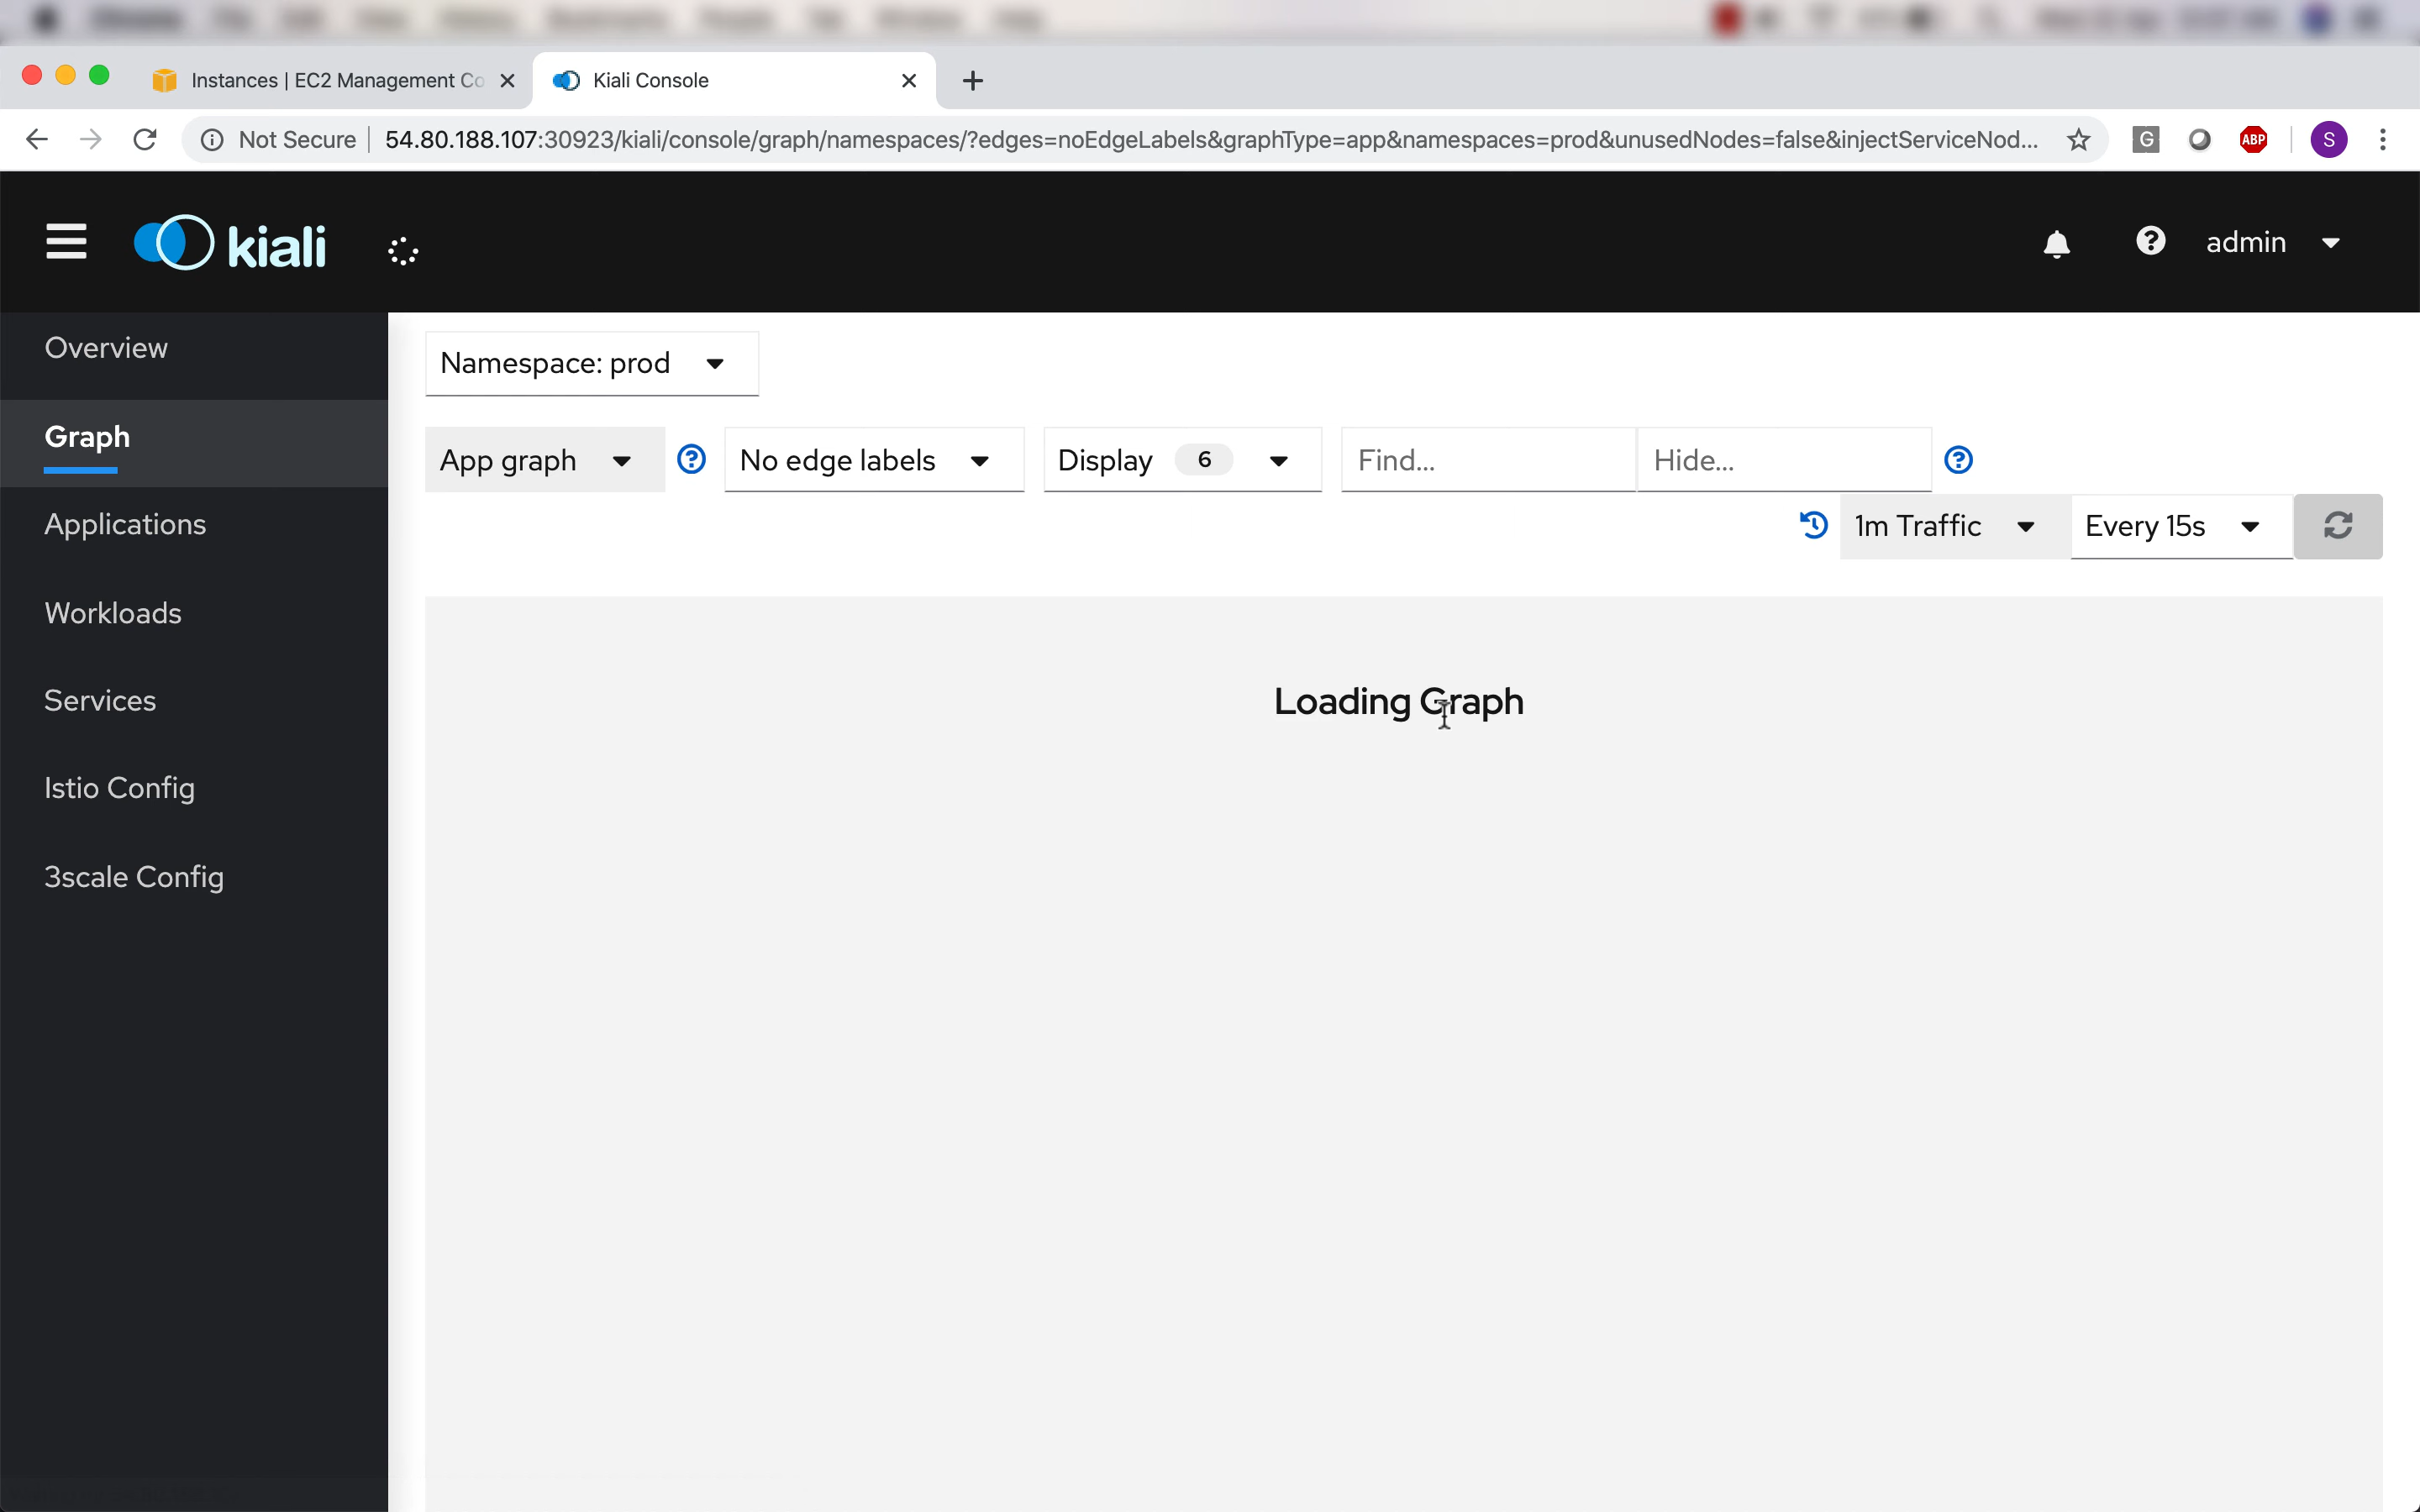 Instances | EC2 Management Co
Kiali Console
Not Secure
54.80.188.107:30923/kiali/console/graph/namespaces/?edges=noEdgeLabels&graphType=app&namespaces=prod&unusedNodes=false&injectServiceNod...
G
ABP
S
kiali
admin
Overview
Graph
Applications
Workloads
Services
Istio Config
3scale Config
Namespace: prod
App graph
No edge labels
Display 6
Find...
Hide...
1m Traffic
Every 15s
Loading Graph